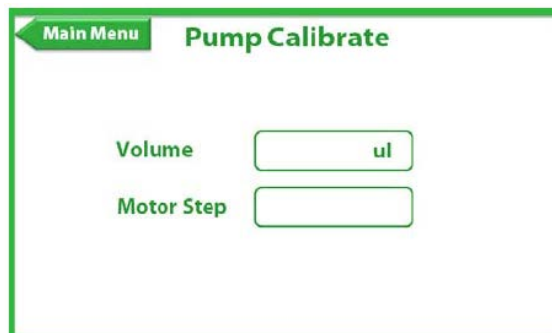 Main Menu
Pump Calibrate
Volume
ul
Motor Step